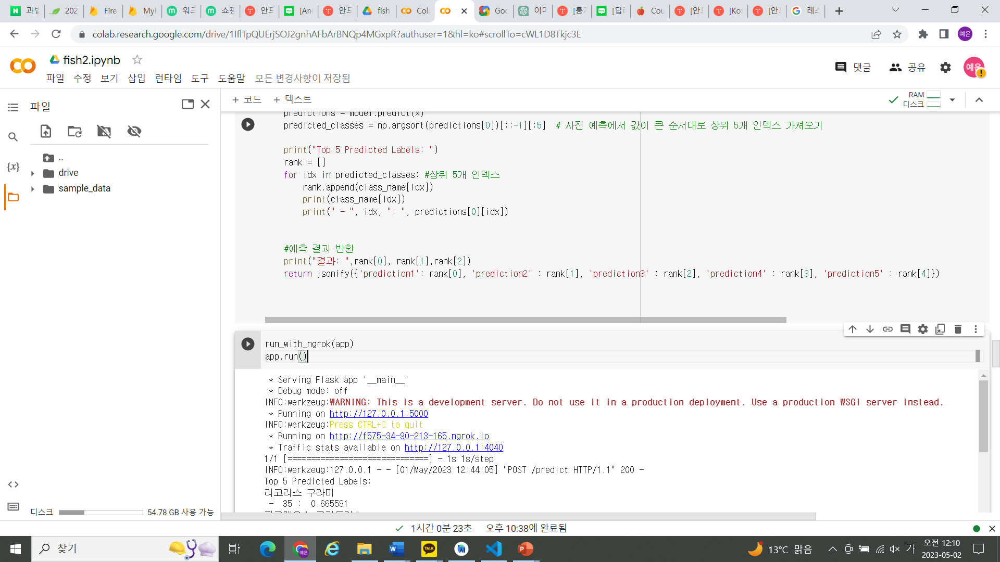 과발
202
Fire
MyF
워크
쇼핑
안드
[And
안드
fish
Cola
Goo
이미
[통계
[딥러
Cou
[안드
[Kot
[안드
레스
colab.research.google.com/drive/1IflTpQUErjSOJ2gnhAFbArBNQp4MGxpR?authuser=1&hl=ko#scrollTo=cWL1D8Tkjc3E
예은
fish2.ipynb
댓글
공유
예은
파일 수정 보기 삽입 런타임 도구 도움말 모든 변경사항이 저장됨
파일
+ 코드 + 텍스트
RAM
디스크
..
drive
sample_data
predictions = model.predict(x)
predicted_classes = np.argsort(predictions[0])[::-1][:5] # 사진 예측에서 값이 큰 순서대로 상위 5개 인덱스 가져오기
print("Top 5 Predicted Labels: ")
rank = []
for idx in predicted_classes: #상위 5개 인덱스
rank.append(class_name[idx])
print(class_name[idx])
print(" - ", idx, ": ", predictions[0][idx])
#예측 결과 반환
print("결과: ",rank[0], rank[1],rank[2])
return jsonify({'prediction1': rank[0], 'prediction2' : rank[1], 'prediction3' : rank[2], 'prediction4' : rank[3], 'prediction5' : rank[4]})
run_with_ngrok(app)
app.run()
* Serving Flask app '__main__'
* Debug mode: off
INFO:werkzeug:WARNING: This is a development server. Do not use it in a production deployment. Use a production WSGI server instead.
* Running on http://127.0.0.1:5000
INFO:werkzeug:Press CTRL+C to quit
* Running on http://f575-34-90-213-165.ngrok.io
* Traffic stats available on http://127.0.0.1:4040
1/1 [==============================] - 1s 1s/step
INFO:werkzeug:127.0.0.1 - - [01/May/2023 12:44:05] "POST /predict HTTP/1.1" 200 -
Top 5 Predicted Labels:
리코리스 구라미
- 35 : 0.665591
디스크 54.78 GB 사용 가능
1시간 0분 23초 오후 10:38에 완료됨
찾기
13°C 맑음
가
오전 12:10
2023-05-02